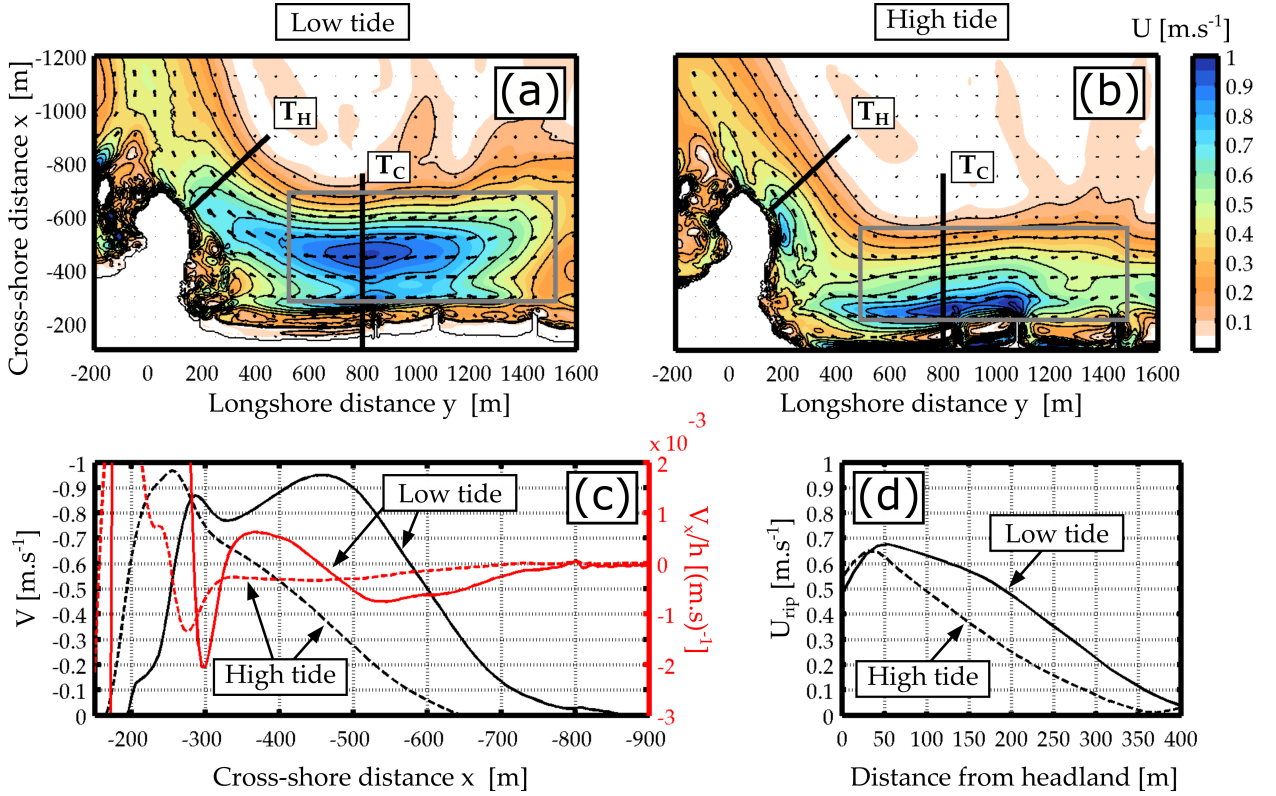 Low tide
High tide
U [m.s-1]
Cross-shore distance x [m]
-1200
-1000
-800
-600
-400
-200
(a)
TH
TC
-200 0 200 400 600 800 1000 1200 1400 1600
Longshore distance y [m]
(b)
TH
TC
-200 0 200 400 600 800 1000 1200 1400 1600
Longshore distance y [m]
1
0.9
0.8
0.7
0.6
0.5
0.4
0.3
0.2
0.1
V [m.s-1]
-1
-0.9
-0.8
-0.7
-0.6
-0.5
-0.4
-0.3
-0.2
-0.1
0
(c)
Low tide
High tide
-200 -300 -400 -500 -600 -700 -800 -900
Cross-shore distance x [m]
x 10-3
2
1
0
-1
-2
-3
Vx/h [(m.s)-1]
Urip [m.s-1]
1
0.9
0.8
0.7
0.6
0.5
0.4
0.3
0.2
0.1
0
(d)
Low tide
High tide
0 50 100 150 200 250 300 350 400
Distance from headland [m]